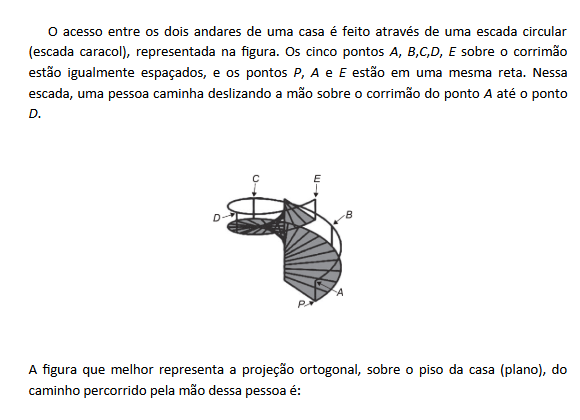 O acesso entre os dois andares de uma casa é feito através de uma escada circular
(escada caracol), representada na figura. Os cinco pontos A, B,C,D, E sobre o corrimão
estão igualmente espaçados, e os pontos P, A e E estão em uma mesma reta. Nessa
escada, uma pessoa caminha deslizando a mão sobre o corrimão do ponto A até o ponto
D.
C
E
D
B
A
P
A figura que melhor representa a projeção ortogonal, sobre o piso da casa (plano), do
caminho percorrido pela mão dessa pessoa é: